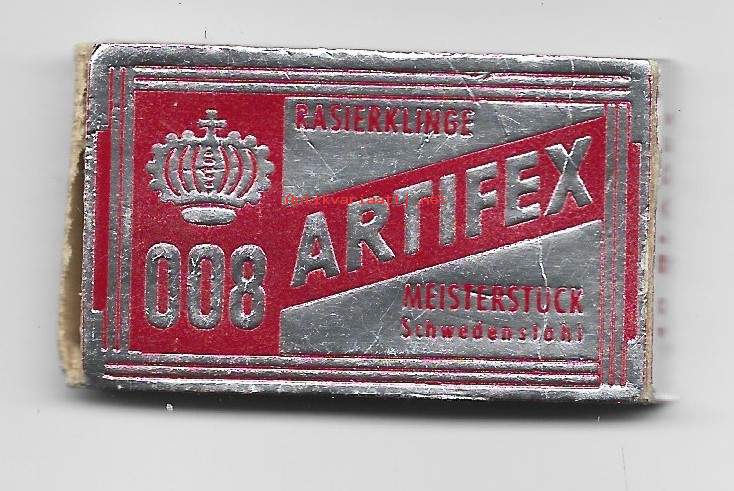 RASIERKLINGE
ARTIFEX
008
MEISTERSTÜCK
Schwedenstahl